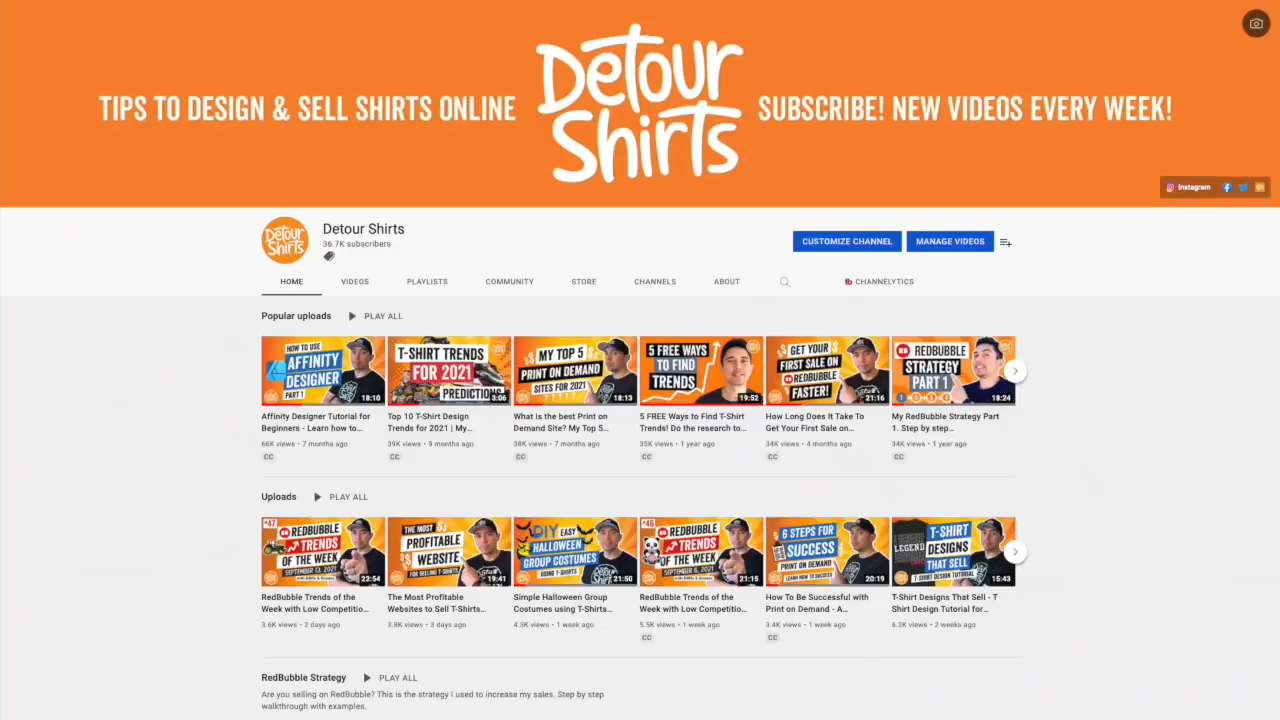 TIPS TO DESIGN & SELL SHIRTS ONLINE
Detour
Shirts
SUBSCRIBE! NEW VIDEOS EVERY WEEK!
Instagram
Detour Shirts
Detour Shirts
36.7K subscribers
CUSTOMIZE CHANNEL
MANAGE VIDEOS
HOME
VIDEOS
PLAYLISTS
COMMUNITY
STORE
CHANNELS
ABOUT
tb CHANNELYTICS
Popular uploads
PLAY ALL
HOW TO USE
AFFINITY
DESIGNER
PART 1
18:10
T-SHIRT TRENDS
FOR 2021
PREDICTIONS
3:06
MY TOP 5
PRINT ON DEMAND
SITES FOR 2021
18:13
5 FREE WAYS
TO FIND
TRENDS
19:52
GET YOUR
FIRST SALE ON
REDBUBBLE
FASTER!
21:16
REDBUBBLE
STRATEGY
PART 1
18:24
Affinity Designer Tutorial for
Beginners - Learn how to...
66K views • 7 months ago
CC
Top 10 T-Shirt Design
Trends for 2021 | My...
39K views • 9 months ago
CC
What is the best Print on
Demand Site? My Top 5...
38K views • 7 months ago
CC
5 FREE Ways to Find T-Shirt
Trends! Do the research to...
35K views • 1 year ago
CC
How Long Does It Take To
Get Your First Sale on...
34K views • 4 months ago
CC
My RedBubble Strategy Part
1. Step by step...
34K views • 1 year ago
CC
Uploads
PLAY ALL
#47
REDBUBBLE
TRENDS
OF THE WEEK
SEPTEMBER 13, 2021
22:54
THE MOST
PROFITABLE
WEBSITE
FOR SELLING T-SHIRTS
19:41
DIY EASY
HALLOWEEN
GROUP COSTUMES
USING T-SHIRTS
21:50
#46
REDBUBBLE
TRENDS
OF THE WEEK
SEPTEMBER 6, 2021
21:15
6 STEPS FOR
SUCCESS
PRINT ON DEMAND
LEARN HOW TO SUCCEED
20:19
LEGEND
T-SHIRT
DESIGNS
THAT SELL
T-SHIRT DESIGN TUTORIAL
15:43
RedBubble Trends of the
Week with Low Competitio...
3.6K views • 2 days ago
The Most Profitable
Websites to Sell T-Shirts...
3.8K views • 3 days ago
Simple Halloween Group
Costumes using T-Shirts...
4.3K views • 1 week ago
RedBubble Trends of the
Week with Low Competitio...
5.5K views • 1 week ago
CC
How To Be Successful with
Print on Demand - A...
3.4K views • 1 week ago
CC
T-Shirt Designs That Sell - T
Shirt Design Tutorial for...
6.2K views • 2 weeks ago
RedBubble Strategy
PLAY ALL
Are you selling on RedBubble? This is the strategy I used to increase my sales. Step by step
walkthrough with examples.